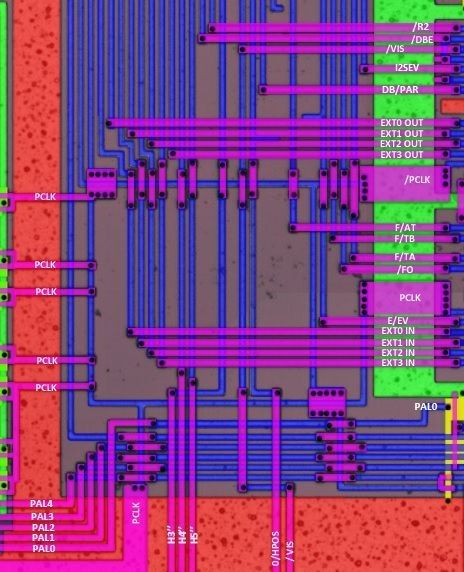 /R2
/DBE
/VIS
I2SEV
DB/PAR
EXT0 OUT
EXT1 OUT
EXT2 OUT
EXT3 OUT
/PCLK
PCLK
F/AT
F/TB
F/TA
/FO
PCLK
PCLK
PCLK
E/EV
EXT0 IN
EXT1 IN
EXT2 IN
EXT3 IN
PCLK
PCLK
PAL0
PAL4
PAL3
PAL2
PAL1
PAL0
PCLK
H3''
H4''
H5''
0/HPOS
/ VIS